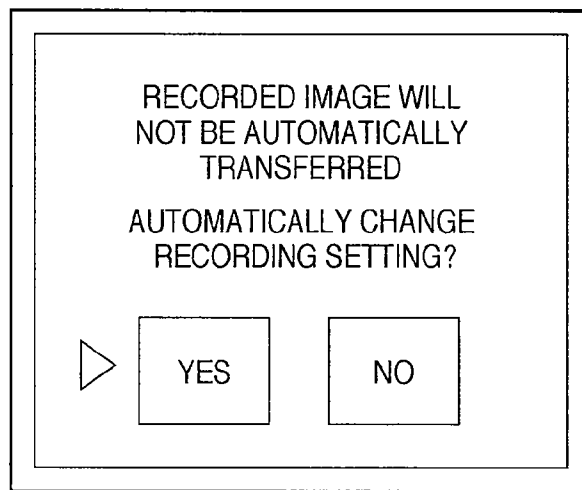 RECORDED IMAGE WILL
NOT BE AUTOMATICALLY
TRANSFERRED
AUTOMATICALLY CHANGE
RECORDING SETTING?
YES NO